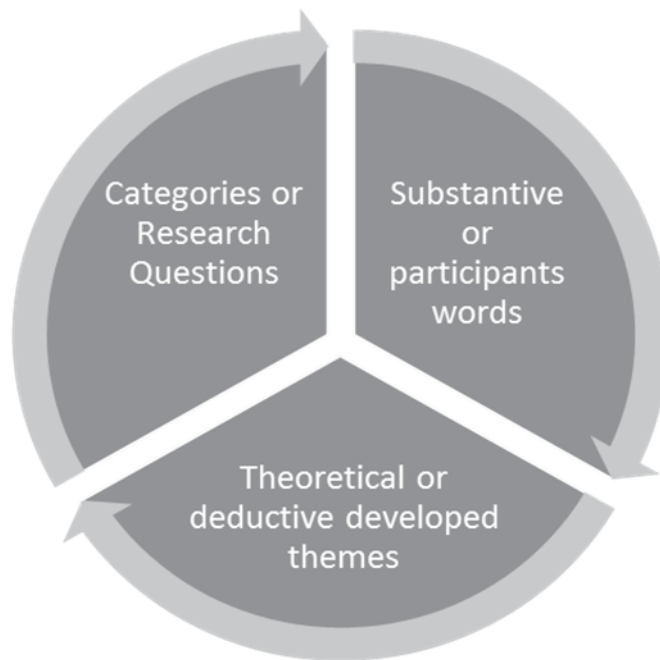 Categories or
Research
Questions
Substantive
or
participants
words
Theoretical or
deductive developed
themes